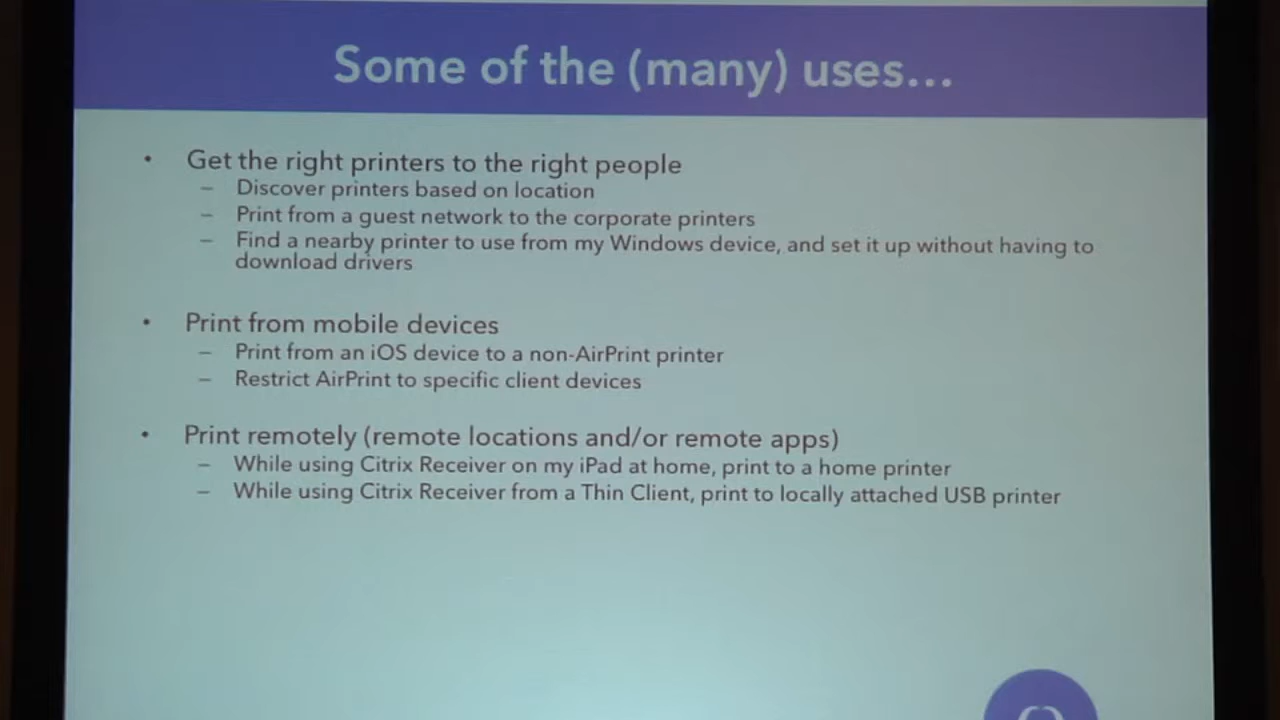 Some of the (many) uses...
• Get the right printers to the right people
– Discover printers based on location
– Print from a guest network to the corporate printers
– Find a nearby printer to use from my Windows device, and set it up without having to
download drivers
• Print from mobile devices
– Print from an iOS device to a non-AirPrint printer
– Restrict AirPrint to specific client devices
• Print remotely (remote locations and/or remote apps)
– While using Citrix Receiver on my iPad at home, print to a home printer
– While using Citrix Receiver from a Thin Client, print to locally attached USB printer